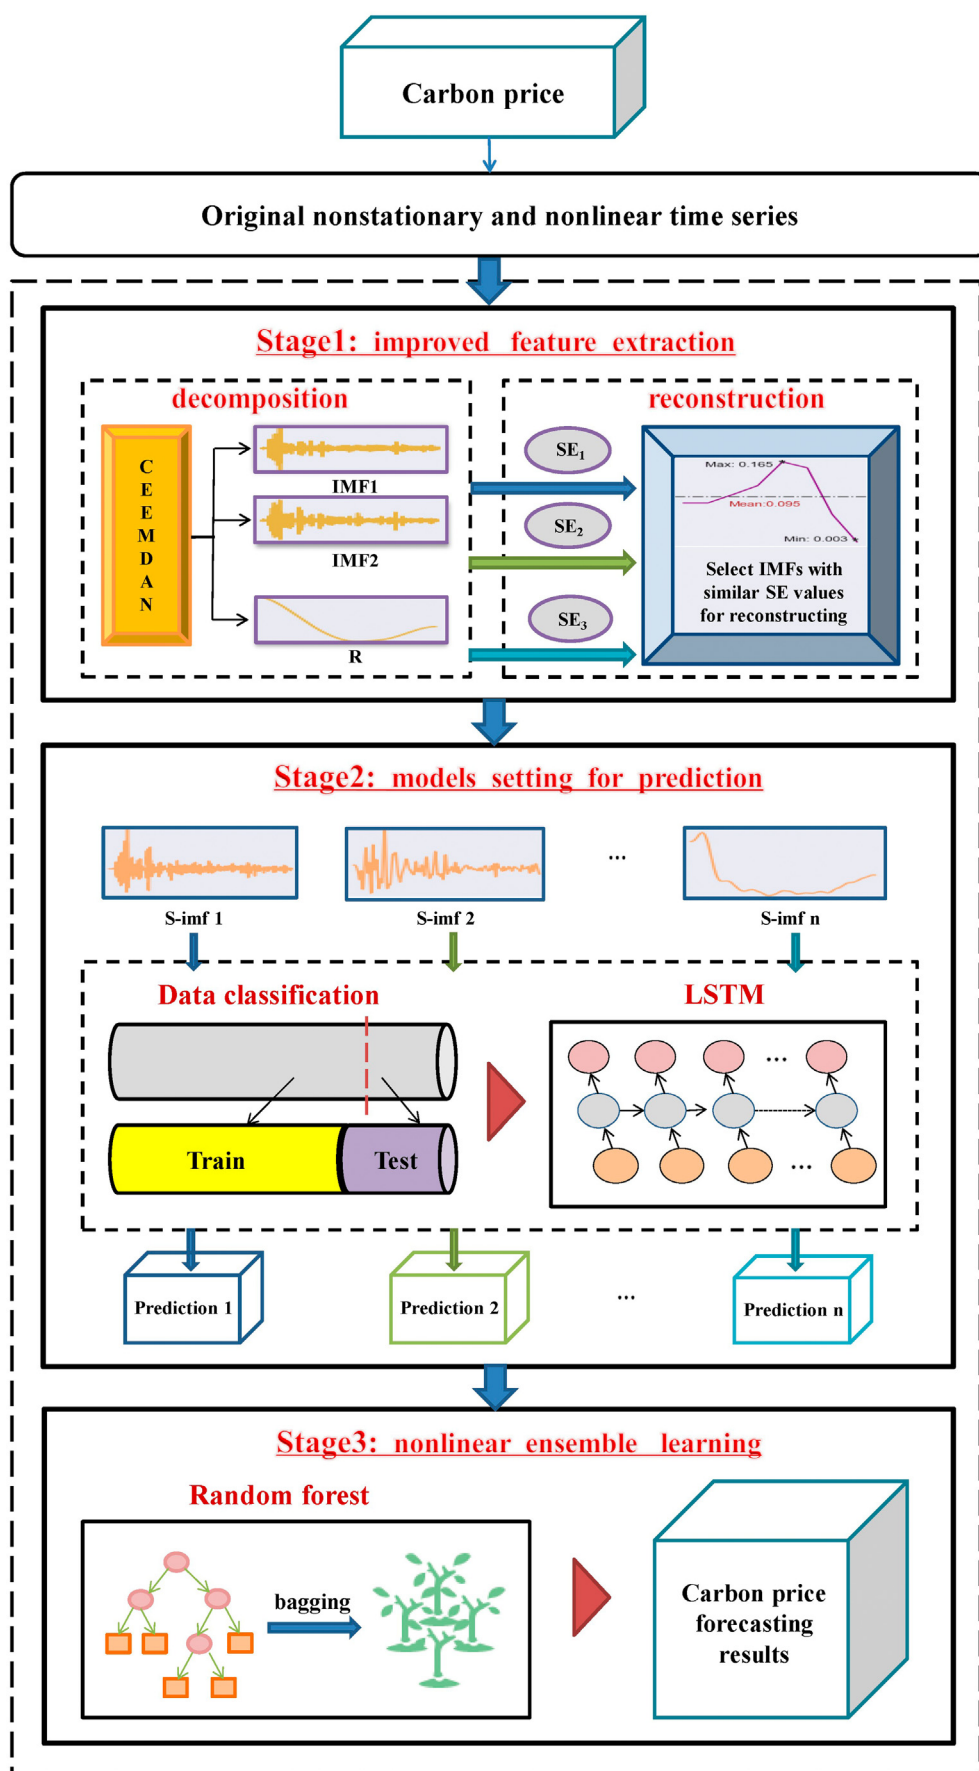 Carbon price
Original nonstationary and nonlinear time series
Stage1: improved feature extraction
decomposition
CEEMDAN
IMF1
IMF2
R
reconstruction
SE1
SE2
SE3
Max: 0.165
Mean:0.095
Min: 0.003
Select IMFs with
similar SE values
for reconstructing
Stage2: models setting for prediction
...
S-imf 1
S-imf 2
S-imf n
Data classification
Train
Test
LSTM
...
...
Prediction 1
Prediction 2
...
Prediction n
Stage3: nonlinear ensemble learning
Random forest
bagging
Carbon price
forecasting
results